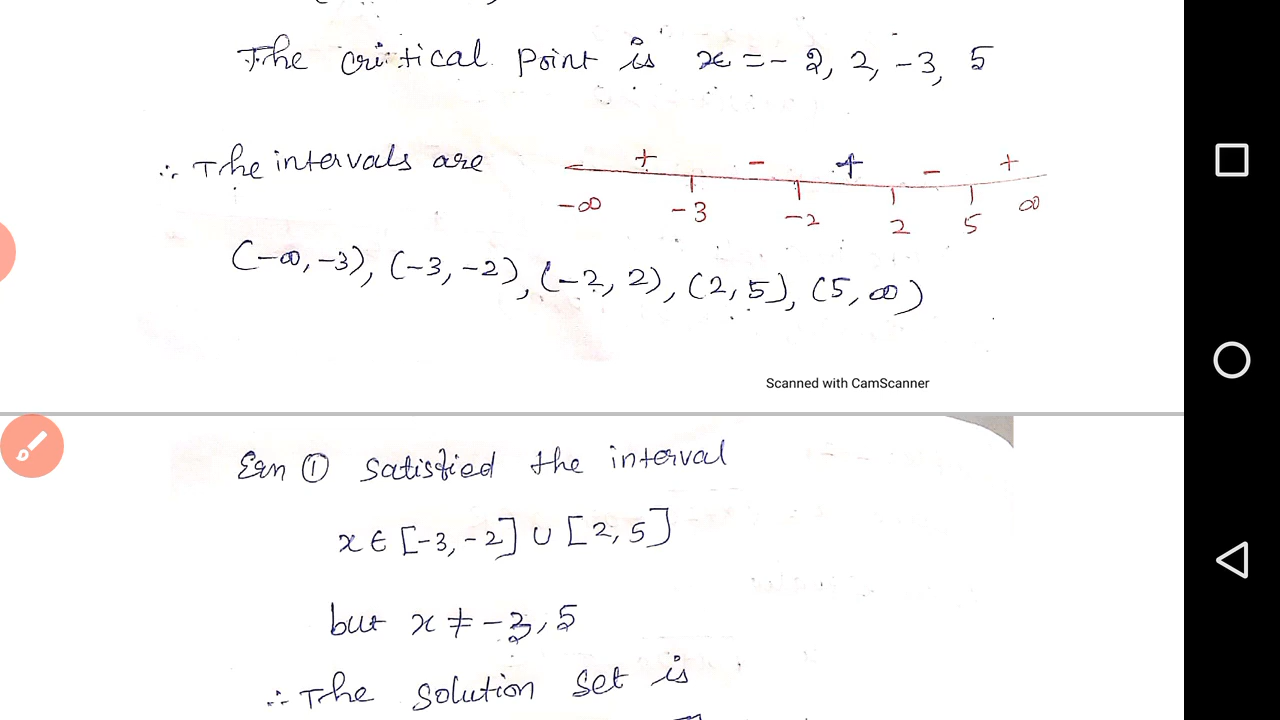 The critical point is x = - 2, 2, -3, 5
∴ The intervals are
+ - + - +
-∞ -3 -2 2 5 ∞
(-∞, -3), (-3, -2), (-2, 2), (2, 5), (5, ∞)
Scanned with CamScanner
Eqn ① satisfied the interval
x ∈ [-3, -2] ∪ [2, 5]
but x ≠ -3, 5
∴ The solution set is